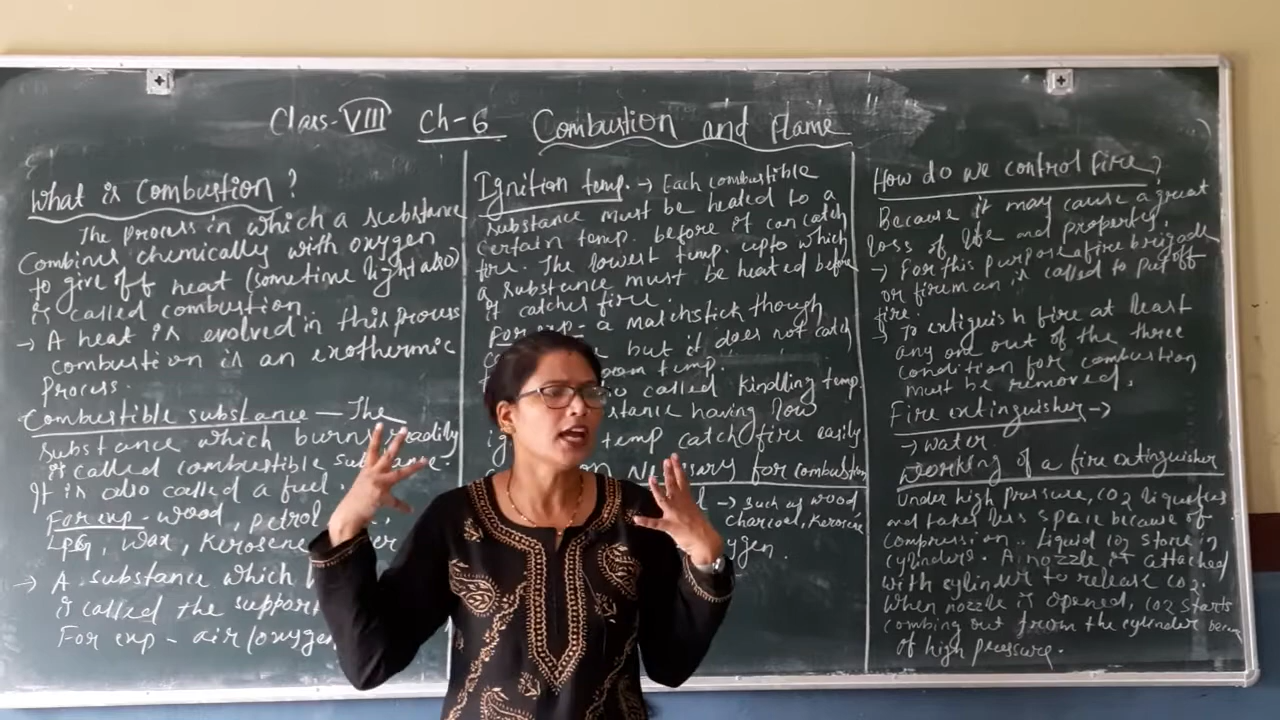 Class-VIII Ch-6 Combustion and Flame
What is Combustion?
The process in which a substance
Combines chemically with oxygen
to give off heat (sometime light also)
is called combustion.
→ A heat is evolved in this process
combustion is an exothermic
process.
Combustible substance — The
substance which burns readily
is called combustible substance.
It is also called a fuel.
For exp - wood, petrol
LPG, wax, Kerosene
→ A substance which
is called the support
For exp - air/oxygen
Ignition temp. → Each combustible
substance must be heated to a
certain temp. before it can catch
fire. The lowest temp. upto which
a substance must be heated before
it catches fire.
For exp - a matchstick though
but it does not catch
room temp.
called Kindling temp.
having low
temp catch fire easily
necessary for combustion
→ such as wood,
charcoal, Kerosene
How do we control fire?
Because it may cause a great
loss of life and property.
→ For this purpose a fire brigade
or fireman is called to put off
fire.
→ To extiguish fire at least
any one out of the three
condition for combustion
must be removed.
Fire extinguisher →
→ water
Working of a fire extinguisher
under high pressure, CO2 liquefies
and takes less space because of
compression. Liquid CO2 store in
cylinders. A nozzle is attached
with cylinder to release CO2.
When nozzle is opened, CO2 starts
combing out from the cylinder
of high pressure.